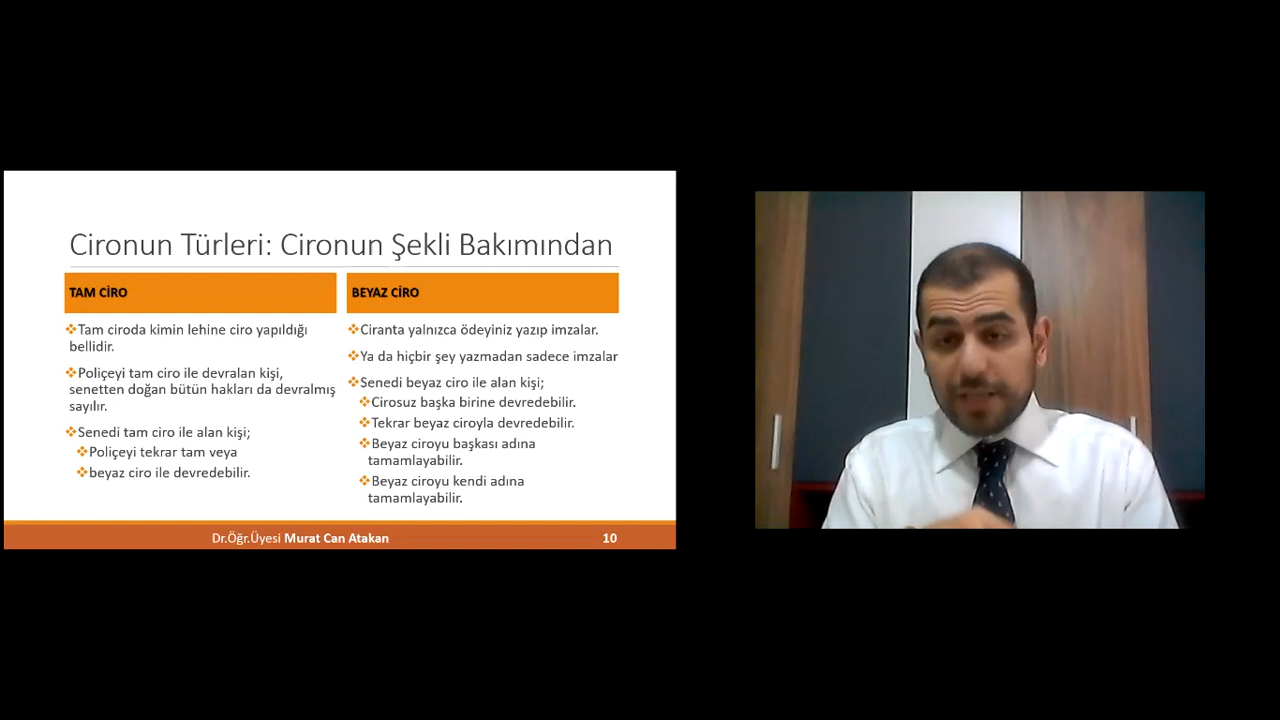 Cironun Türleri: Cironun Şekli Bakımından
TAM CİRO
Tam ciroda kimin lehine ciro yapıldığı
bellidir.
Poliçeyi tam ciro ile devralan kişi,
senetten doğan bütün hakları da devralmış
sayılır.
Senedi tam ciro ile alan kişi;
Poliçeyi tekrar tam veya
beyaz ciro ile devredebilir.
BEYAZ CİRO
Ciranta yalnızca ödeyiniz yazıp imzalar.
Ya da hiçbir şey yazmadan sadece imzalar
Senedi beyaz ciro ile alan kişi;
Cirosuz başka birine devredebilir.
Tekrar beyaz ciroyla devredebilir.
Beyaz ciroyu başkası adına
tamamlayabilir.
Beyaz ciroyu kendi adına
tamamlayabilir.
Dr.Öğr.Üyesi Murat Can Atakan
10